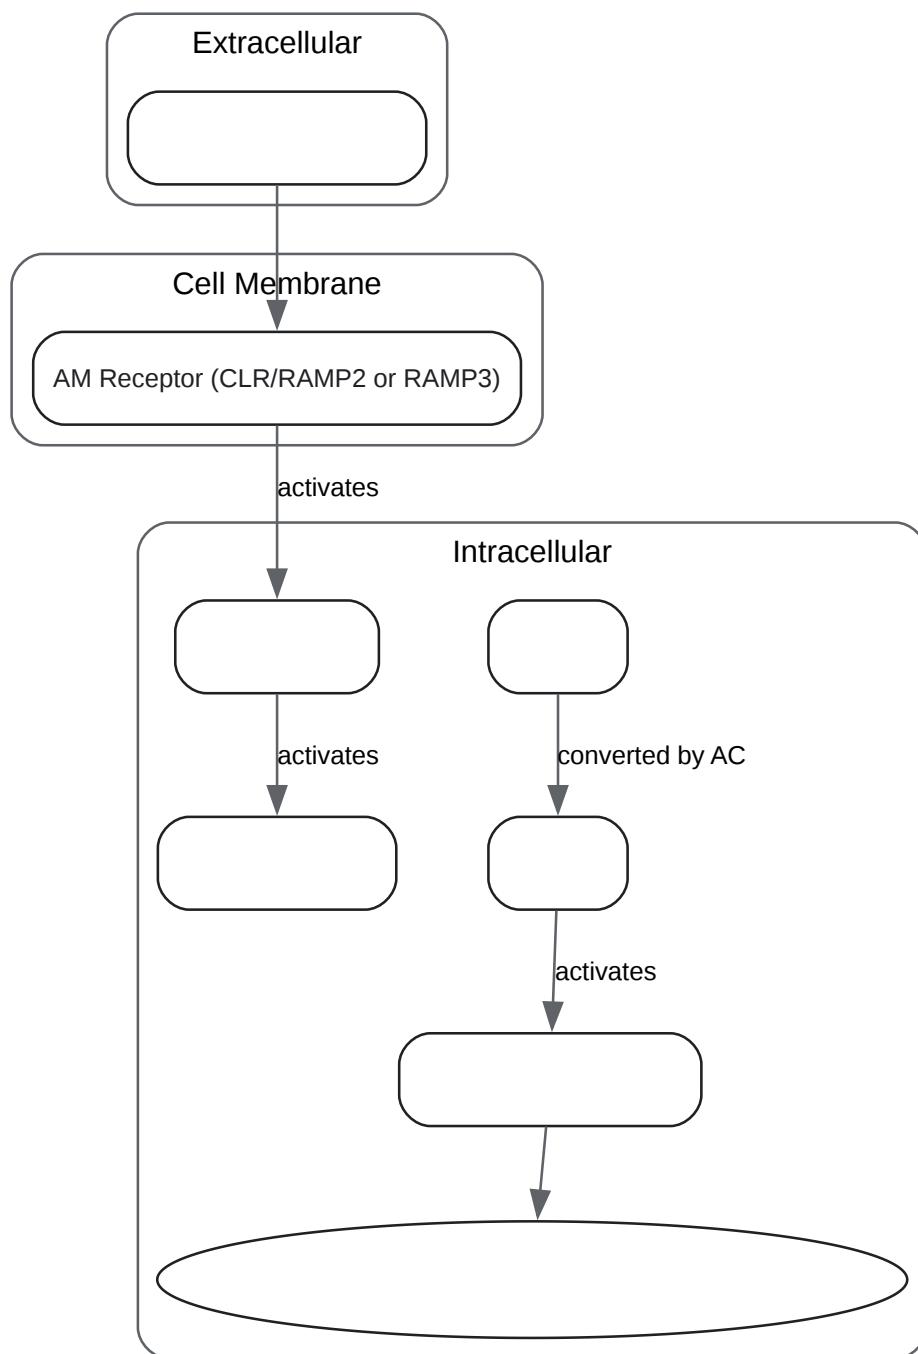 Extracellular
Cell Membrane
AM Receptor (CLR/RAMP2 or RAMP3)
activates
Intracellular
activates
converted by AC
activates